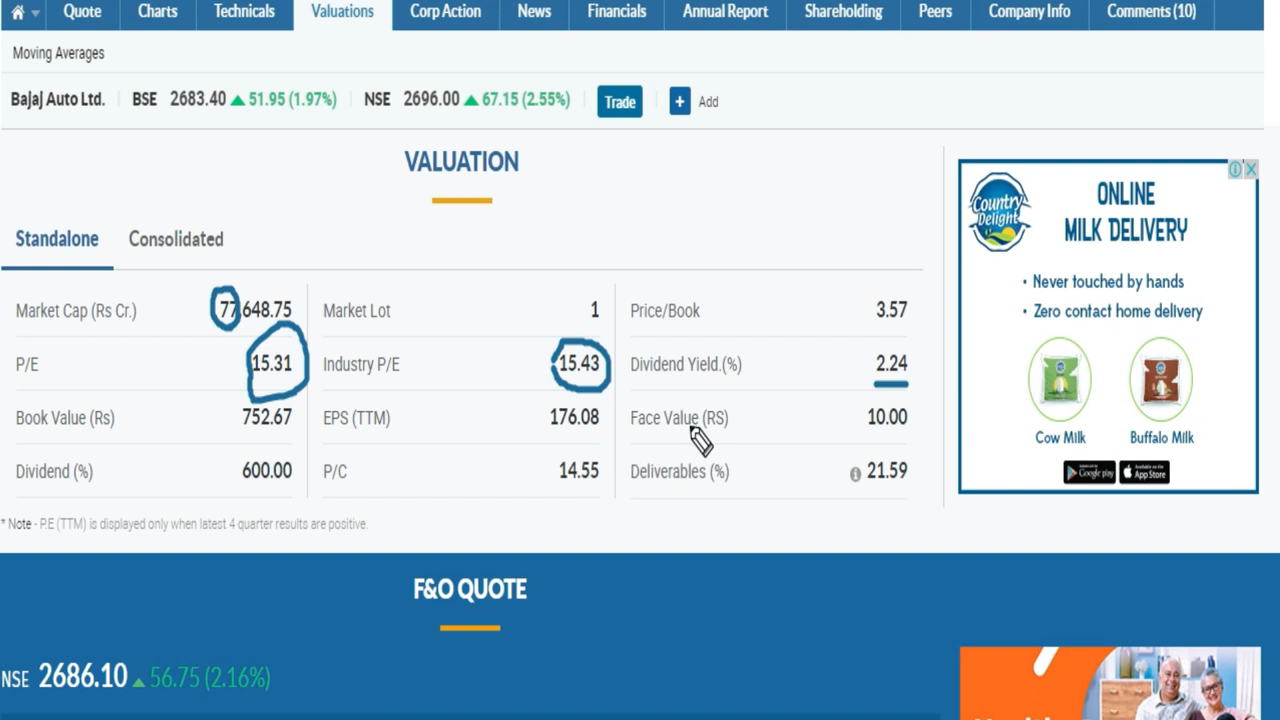 Quote Charts Technicals Valuations Corp Action News Financials Annual Report Shareholding Peers Company Info Comments (10)
Moving Averages
Bajaj Auto Ltd. BSE 2683.40 51.95 (1.97%) NSE 2696.00 67.15 (2.55%) Trade + Add
VALUATION
Standalone Consolidated
Market Cap (Rs Cr.) 77,648.75 Market Lot 1 Price/Book 3.57
P/E 15.31 Industry P/E 15.43 Dividend Yield.(%) 2.24
Book Value (Rs) 752.67 EPS (TTM) 176.08 Face Value (RS) 10.00
Dividend (%) 600.00 P/C 14.55 Deliverables (%) 21.59
* Note - P.E (TTM) is displayed only when latest 4 quarter results are positive.
Country Delight
ONLINE
MILK DELIVERY
• Never touched by hands
• Zero contact home delivery
Cow Milk Buffalo Milk
Google play App Store
F&O QUOTE
NSE 2686.10 56.75 (2.16%)